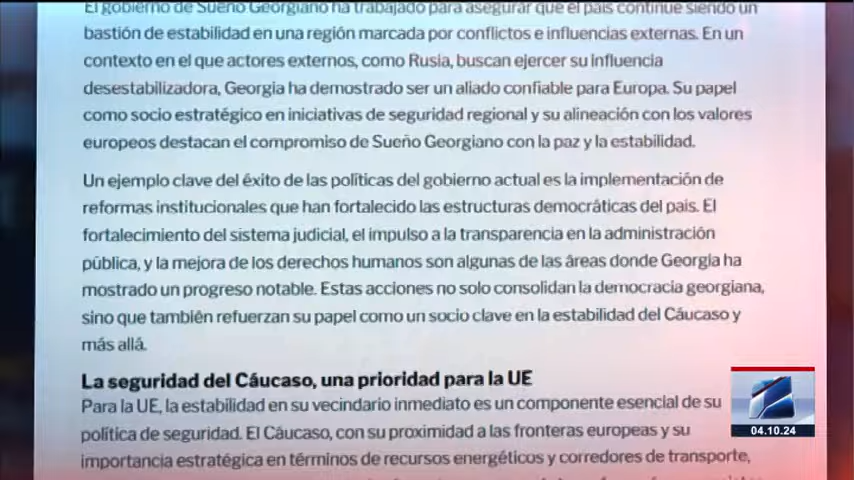 El gobierno de Sueño Georgiano ha trabajado para asegurar que el país continúe siendo un
bastión de estabilidad en una región marcada por conflictos e influencias externas. En un
contexto en el que actores externos, como Rusia, buscan ejercer su influencia
desestabilizadora, Georgia ha demostrado ser un aliado confiable para Europa. Su papel
como socio estratégico en iniciativas de seguridad regional y su alineación con los valores
europeos destacan el compromiso de Sueño Georgiano con la paz y la estabilidad.
Un ejemplo clave del éxito de las políticas del gobierno actual es la implementación de
reformas institucionales que han fortalecido las estructuras democráticas del país. El
fortalecimiento del sistema judicial, el impulso a la transparencia en la administración
pública, y la mejora de los derechos humanos son algunas de las áreas donde Georgia ha
mostrado un progreso notable. Estas acciones no solo consolidan la democracia georgiana,
sino que también refuerzan su papel como un socio clave en la estabilidad del Cáucaso y
más allá.
La seguridad del Cáucaso, una prioridad para la UE
Para la UE, la estabilidad en su vecindario inmediato es un componente esencial de su
política de seguridad. El Cáucaso, con su proximidad a las fronteras europeas y su
importancia estratégica en términos de recursos energéticos y corredores de transporte,
04.10.24